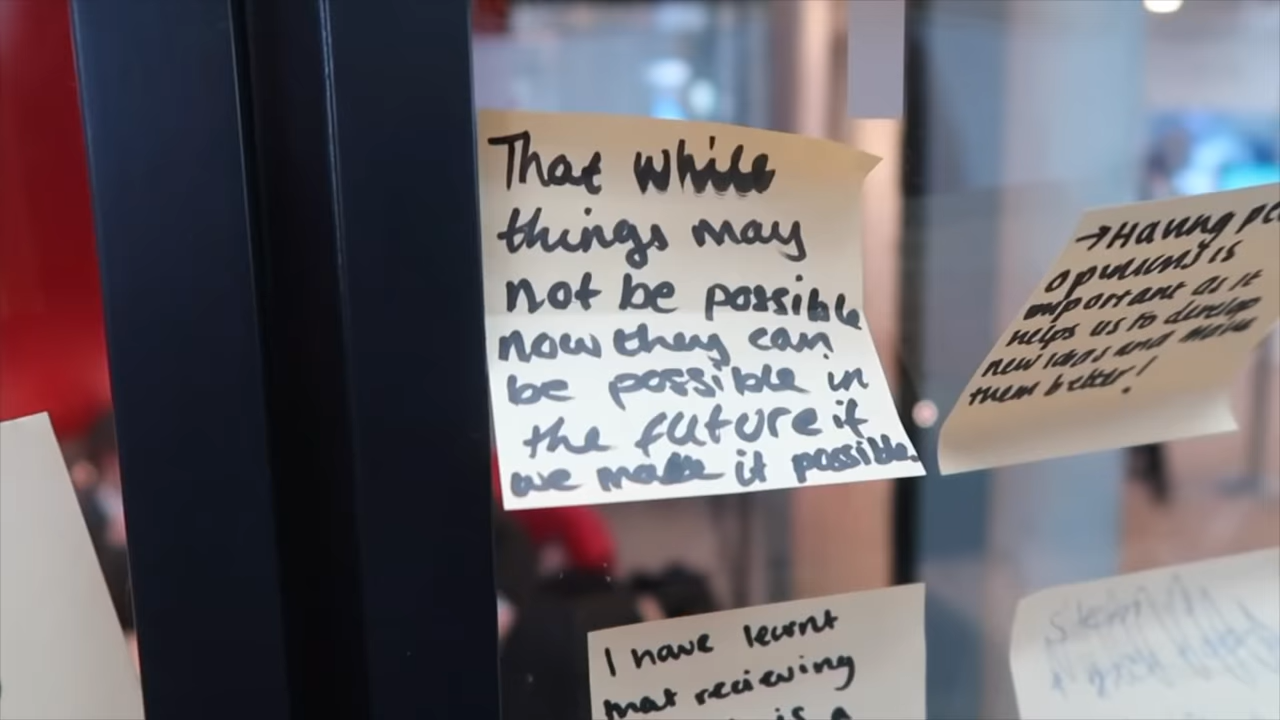 That while
things may
not be possible
now they can
be possible in
the future if
we make it possible.
→Having
opinions is
important as it
helps us to develop
new ideas and make
them better!
I have learnt
that recieving
is a